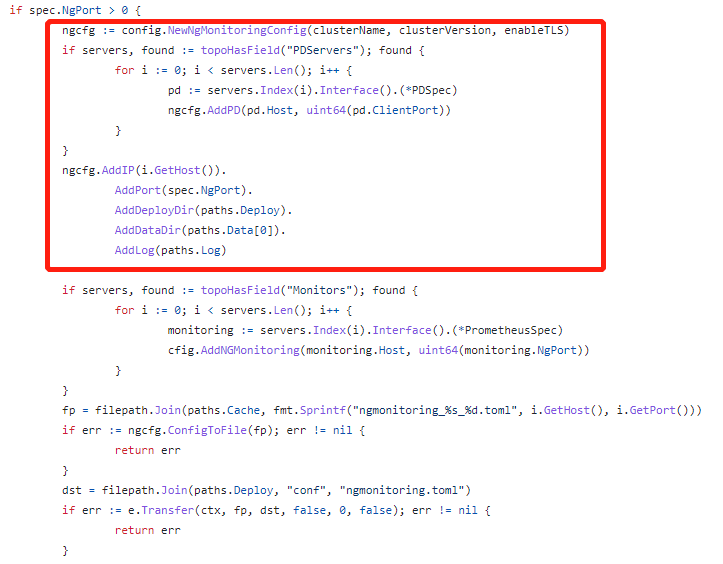 if spec.NgPort > 0 {
ngcfg := config.NewNgMonitoringConfig(clusterName, clusterVersion, enableTLS)
if servers, found := topoHasField("PDServers"); found {
for i := 0; i < servers.Len(); i++ {
pd := servers.Index(i).Interface().(*PDSpec)
ngcfg.AddPD(pd.Host, uint64(pd.ClientPort))
}
}
ngcfg.AddIP(i.GetHost()).
AddPort(spec.NgPort).
AddDeployDir(paths.Deploy).
AddDataDir(paths.Data[0]).
AddLog(paths.Log)
if servers, found := topoHasField("Monitors"); found {
for i := 0; i < servers.Len(); i++ {
monitoring := servers.Index(i).Interface().(*PrometheusSpec)
cfig.AddNGMonitoring(monitoring.Host, uint64(monitoring.NgPort))
}
}
fp = filepath.Join(paths.Cache, fmt.Sprintf("ngmonitoring_%s_%d.toml", i.GetHost(), i.GetPort()))
if err := ngcfg.ConfigToFile(fp); err != nil {
return err
}
dst = filepath.Join(paths.Deploy, "conf", "ngmonitoring.toml")
if err := e.Transfer(ctx, fp, dst, false, 0, false); err != nil {
return err
}